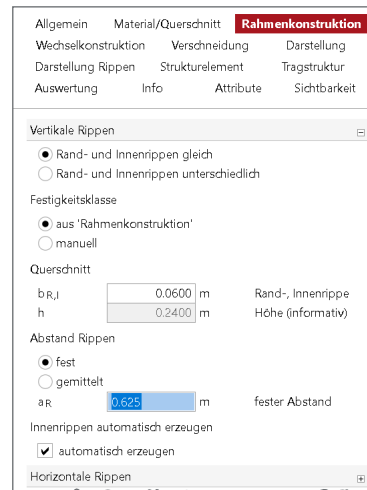 Allgemein Material/Querschnitt Rahmenkonstruktion
Wechselkonstruktion Verschneidung Darstellung
Darstellung Rippen Strukturelement Tragstruktur
Auswertung Info Attribute Sichtbarkeit
Vertikale Rippen
Rand- und Innenrippen gleich
Rand- und Innenrippen unterschiedlich
Festigkeitsklasse
aus 'Rahmenkonstruktion'
manuell
Querschnitt
bR,I 0.0600 m Rand-, Innenrippe
h 0.2400 m Höhe (informativ)
Abstand Rippen
fest
gemittelt
aR 0.625 m fester Abstand
Innenrippen automatisch erzeugen
automatisch erzeugen
Horizontale Rippen